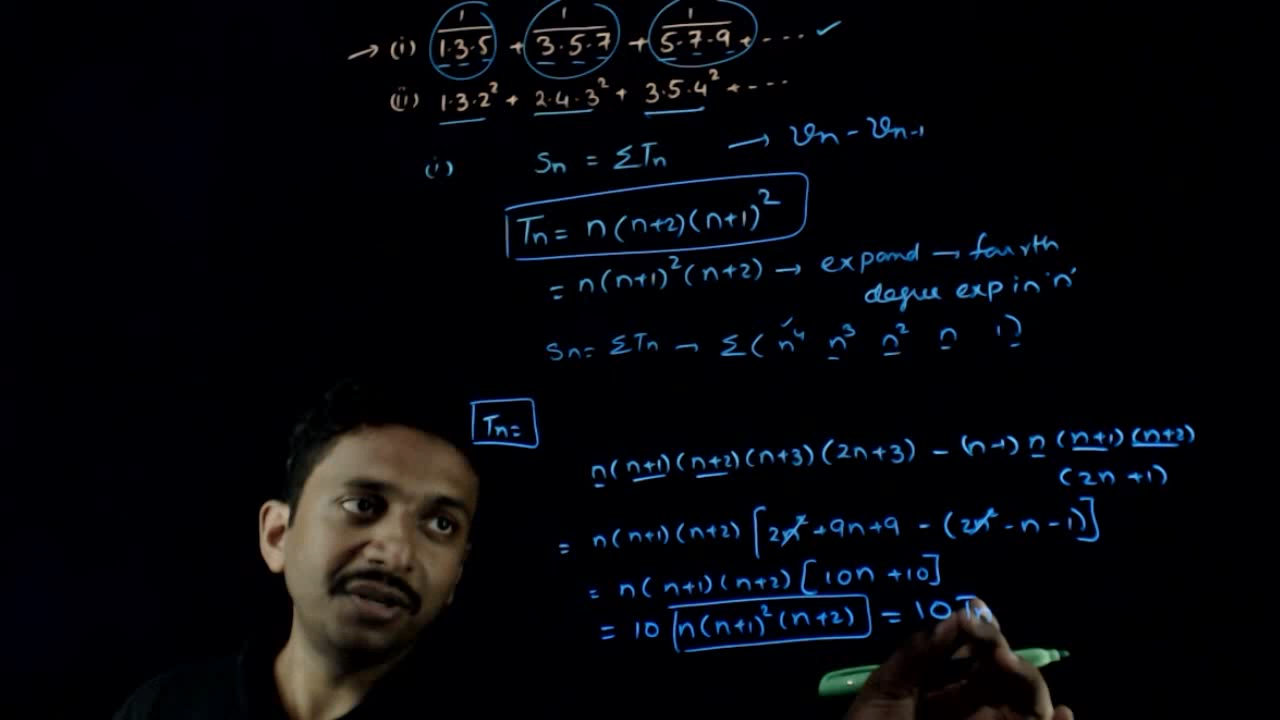 → (i) 1/1·3·5 + 1/3·5·7 + 1/5·7·9 + ---- ✓
(ii) 1·3·2² + 2·4·3² + 3·5·4² + ----
(i) Sn = ΣTn → Vn - Vn-1
Tn = n(n+2)(n+1)²
= n(n+1)²(n+2) → expand → fourth
degree exp in 'n'
Sn = ΣTn → Σ( n⁴ n³ n² n 1)
Tn =
n(n+1)(n+2)(n+3)(2n+3) - (n-1) n (n+1)(n+2)
(2n+1)
= n(n+1)(n+2) [2n² + 9n + 9 - (2n² - n - 1)]
= n(n+1)(n+2) [10n + 10]
= 10 n(n+1)²(n+2) = 10 Tn